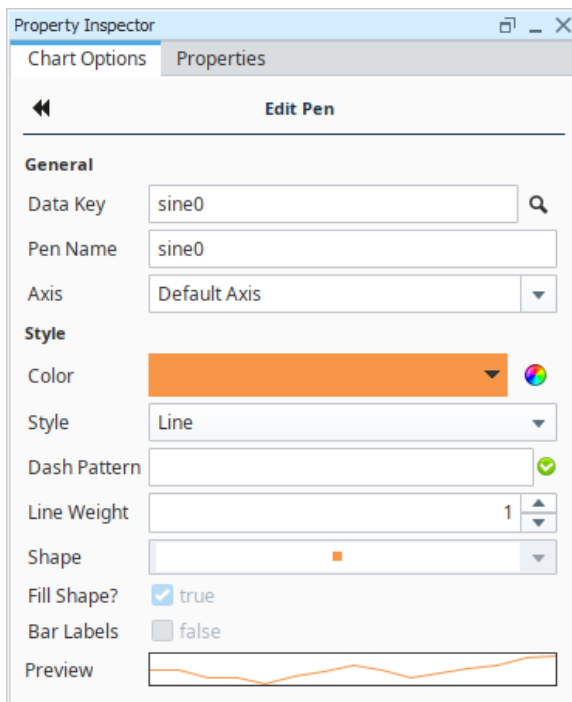 Property Inspector
Chart Options Properties
Edit Pen
General
Data Key sine0
Pen Name sine0
Axis Default Axis
Style
Color
Style Line
Dash Pattern
Line Weight 1
Shape
Fill Shape? true
Bar Labels false
Preview